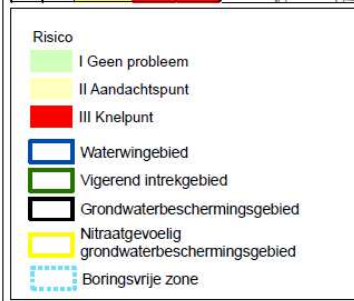 Risico
I Geen probleem
II Aandachtspunt
III Knelpunt
Waterwingebied
Vigerend intrekgebied
Grondwaterbeschermingsgebied
Nitraatgevoelig
grondwaterbeschermingsgebied
Boringsvrije zone